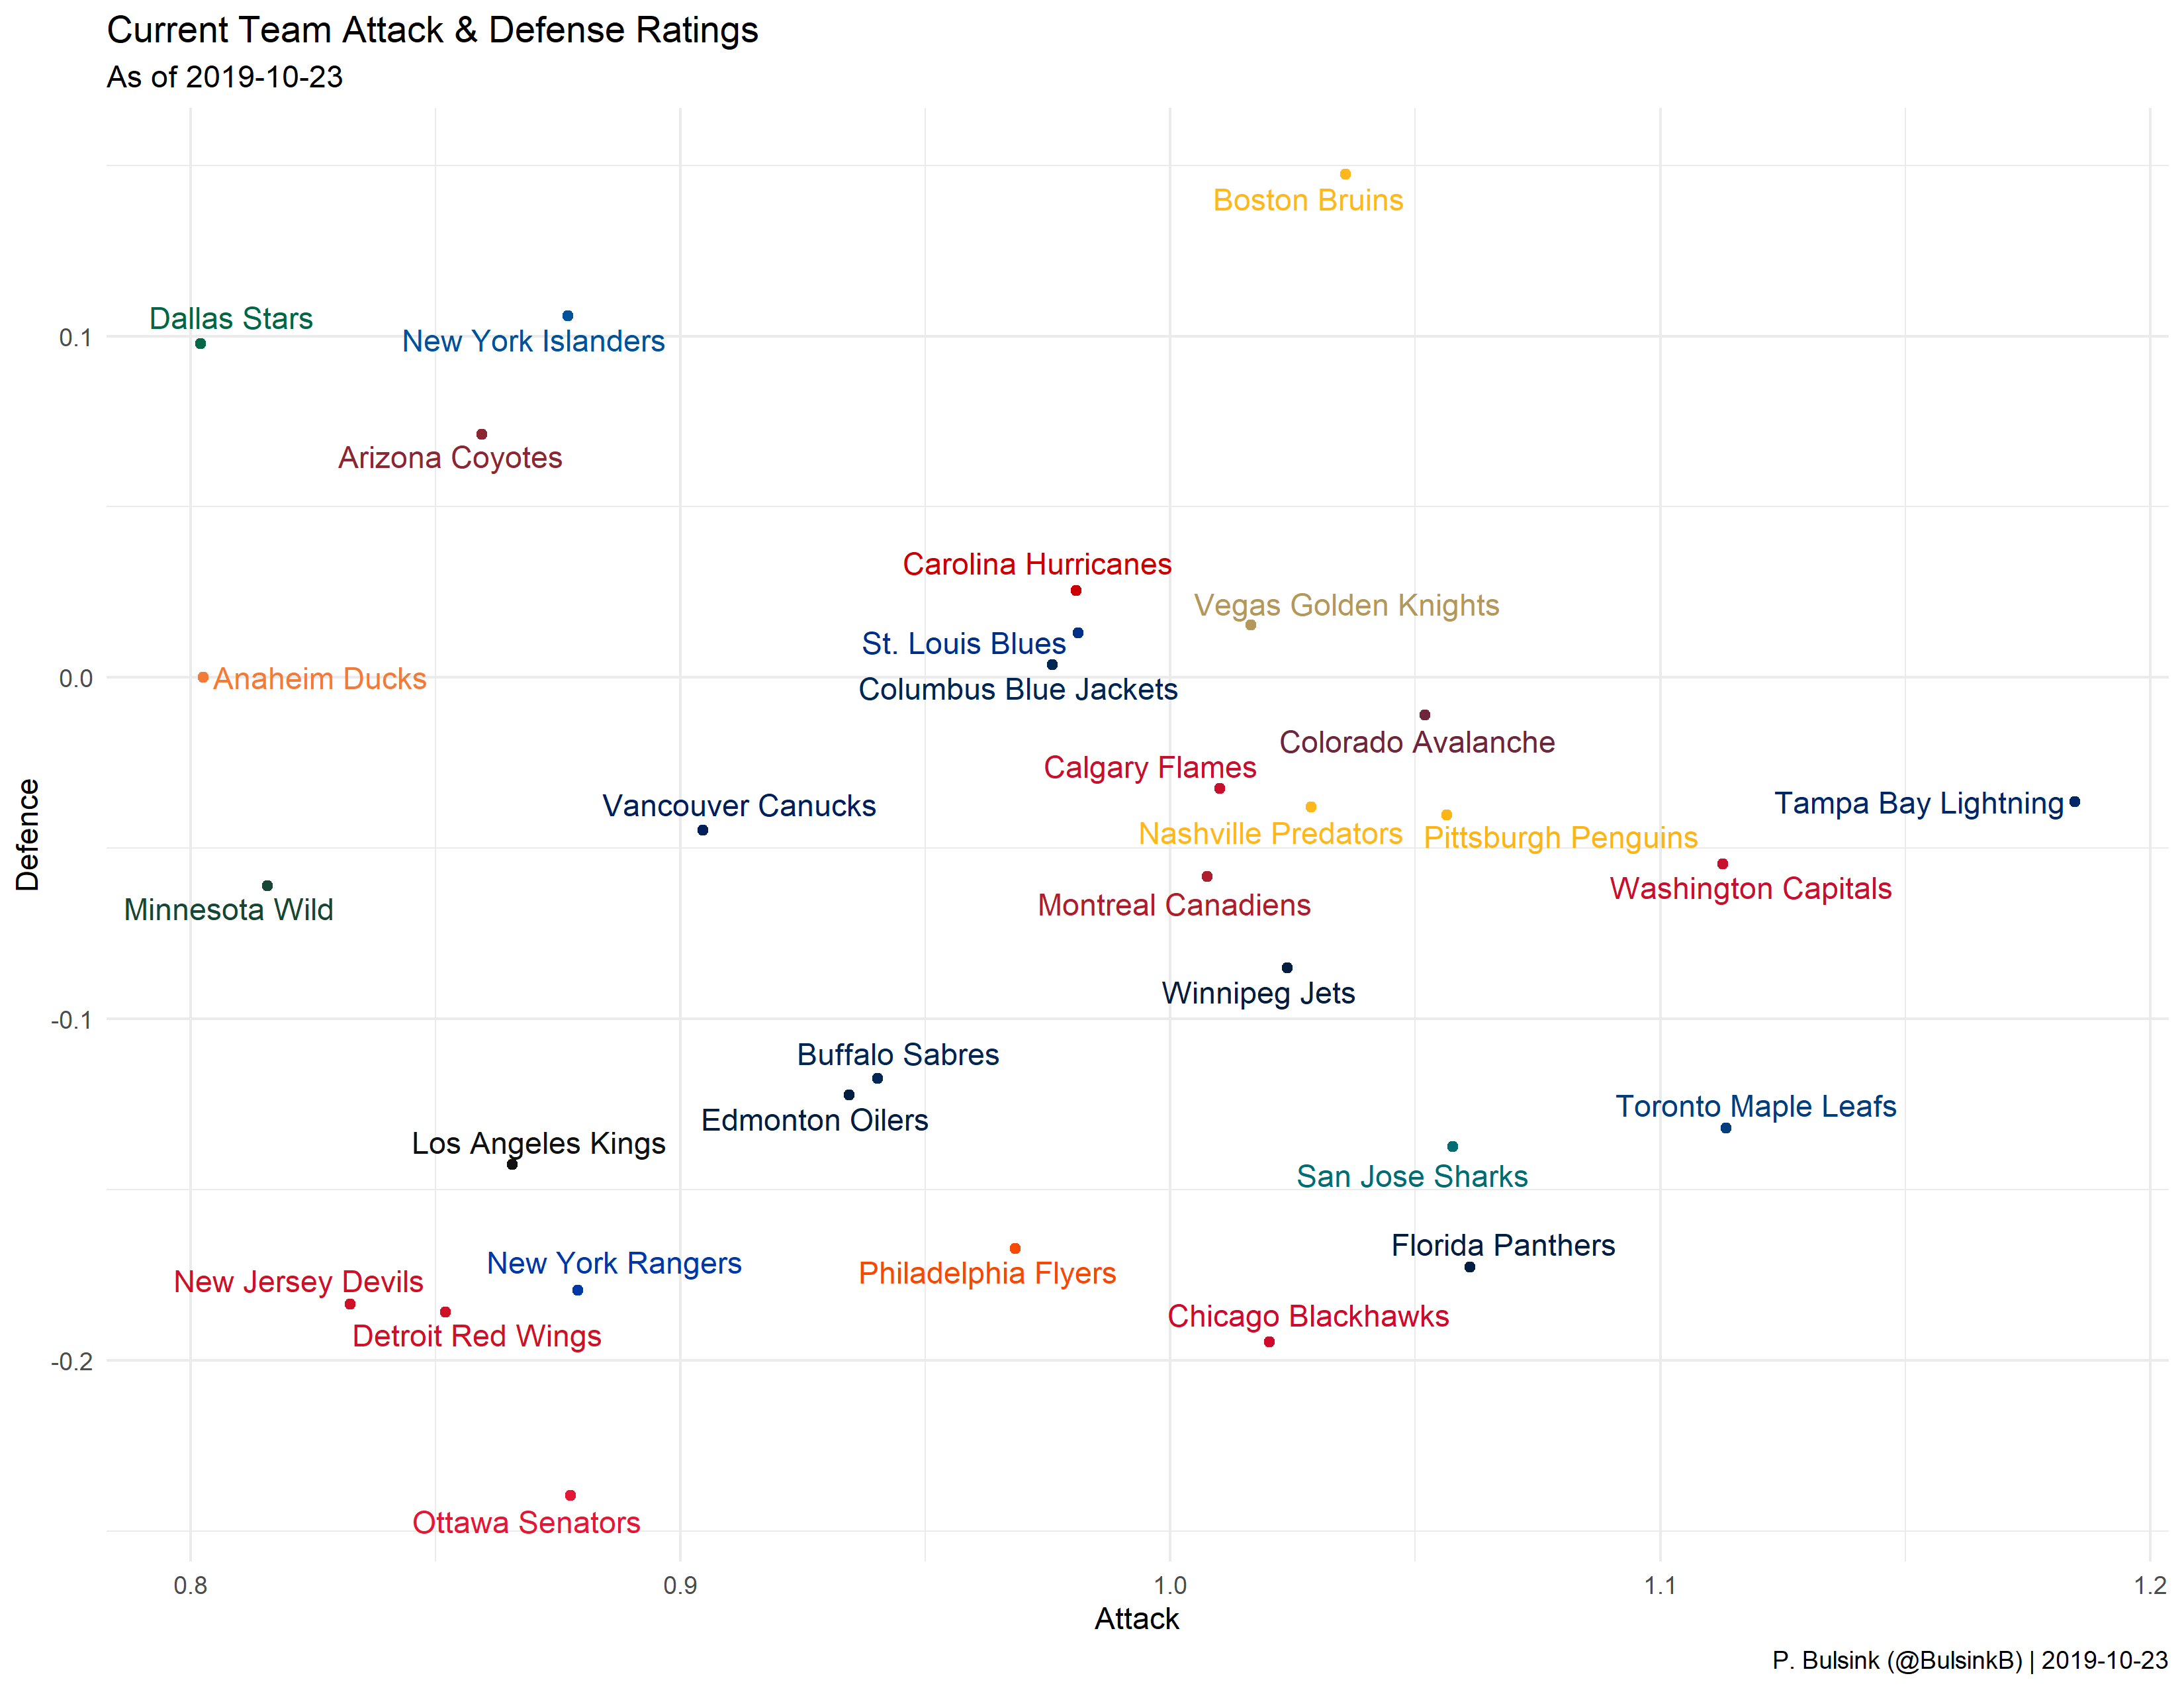 Current Team Attack & Defense Ratings
As of 2019-10-23
Boston Bruins
Dallas Stars
0.1
New York Islanders
Arizona Coyotes
Carolina Hurricanes
Vegas Golden Knights
St. Louis Blues
0.0
Anaheim Ducks
Columbus Blue Jackets
Colorado Avalanche
Calgary Flames
Vancouver Canucks
Tampa Bay Lightning
Defence
Nashville Predators
Pittsburgh Penguins
Washington Capitals
Minnesota Wild
Montreal Canadiens
Winnipeg Jets
-0.1
Buffalo Sabres
Toronto Maple Leafs
Edmonton Oilers
Los Angeles Kings
San Jose Sharks
Florida Panthers
New York Rangers
Philadelphia Flyers
New Jersey Devils
Chicago Blackhawks
Detroit Red Wings
-0.2
Ottawa Senators
0.8 0.9 1.0 1.1 1.2
Attack
P. Bulsink (@BulsinkB) | 2019-10-23